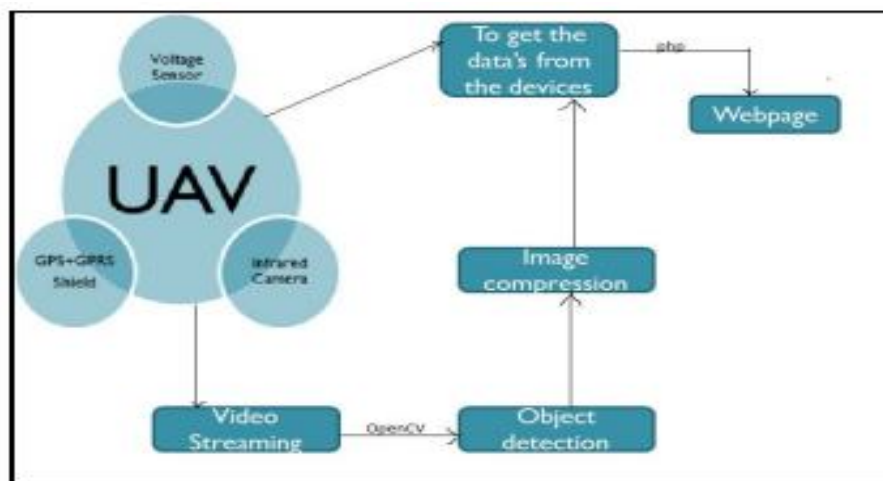 Voltage
Sensor
UAV
GPS+GPRS
Shield
Infrared
Camera
To get the
data's from
the devices
php
Webpage
Image
compression
Video
Streaming
OpenCV
Object
detection